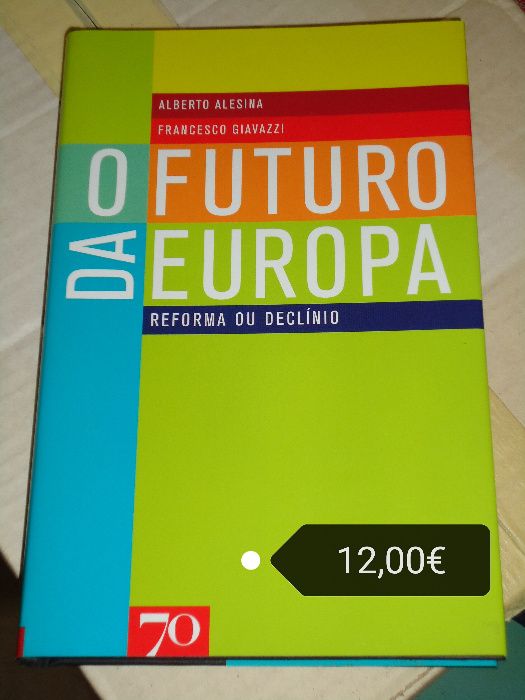 ALBERTO ALESINA
FRANCESCO GIAVAZZI
O FUTURO
DA EUROPA
REFORMA OU DECLÍNIO
12,00€
70